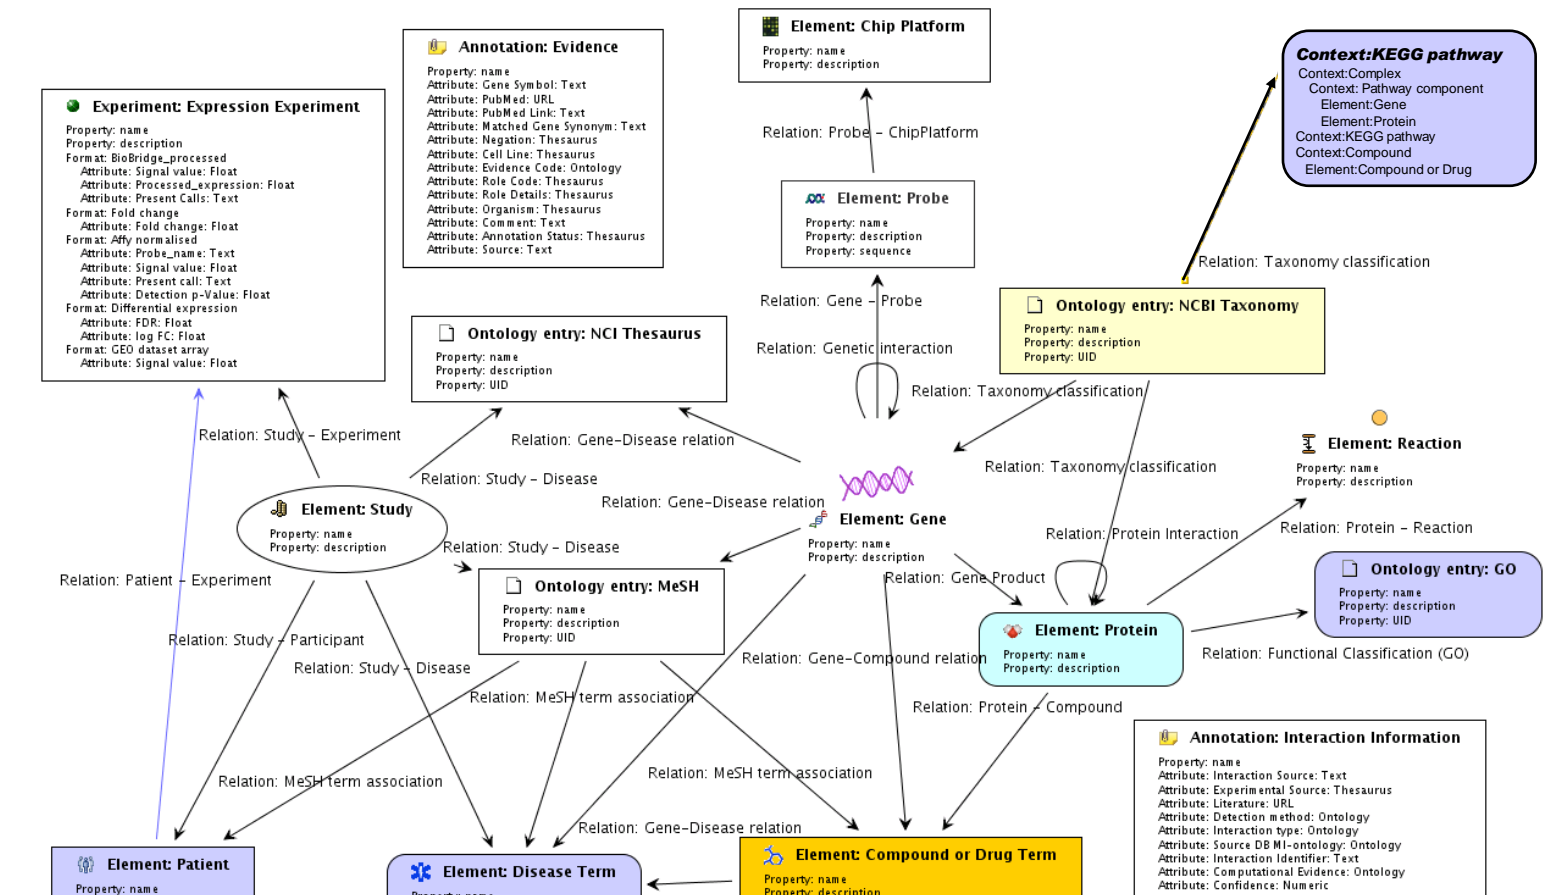 Element: Chip Platform
Property: name
Property: description
Annotation: Evidence
Property: name
Attribute: Gene Symbol: Text
Attribute: PubMed: URL
Attribute: PubMed Link: Text
Attribute: Matched Gene Synonym: Text
Attribute: Negation: Thesaurus
Attribute: Cell Line: Thesaurus
Attribute: Evidence Code: Ontology
Attribute: Role Code: Thesaurus
Attribute: Role Details: Thesaurus
Attribute: Organism: Thesaurus
Attribute: Comment: Text
Attribute: Annotation Status: Thesaurus
Attribute: Source: Text
Context:KEGG pathway
Context:Complex
Context: Pathway component
Element:Gene
Element:Protein
Context:KEGG pathway
Context:Compound
Element:Compound or Drug
Experiment: Expression Experiment
Property: name
Property: description
Format: BioBridge_processed
Attribute: Signal value: Float
Attribute: Processed_expression: Float
Attribute: Present Calls: Text
Format: Fold change
Attribute: Fold change: Float
Format: Affy normalised
Attribute: Probe_name: Text
Attribute: Signal value: Float
Attribute: Present call: Text
Attribute: Detection p-Value: Float
Format: Differential expression
Attribute: FDR: Float
Attribute: log FC: Float
Format: GEO dataset array
Attribute: Signal value: Float
Relation: Probe – ChipPlatform
Element: Probe
Property: name
Property: description
Property: sequence
Relation: Taxonomy classification
Relation: Gene – Probe
Ontology entry: NCBI Taxonomy
Property: name
Property: description
Property: UID
Ontology entry: NCI Thesaurus
Property: name
Property: description
Property: UID
Relation: Genetic interaction
Relation: Taxonomy classification
Relation: Study – Experiment
Relation: Gene–Disease relation
Element: Reaction
Property: name
Property: description
Relation: Taxonomy classification
Relation: Study – Disease
Relation: Gene–Disease relation
Element: Study
Property: name
Property: description
Element: Gene
Property: name
Property: description
Relation: Protein Interaction
Relation: Protein – Reaction
Relation: Study – Disease
Relation: Patient – Experiment
Ontology entry: MeSH
Property: name
Property: description
Property: UID
Relation: Gene Product
Ontology entry: GO
Property: name
Property: description
Property: UID
Element: Protein
Property: name
Property: description
Relation: Study – Participant
Relation: Study – Disease
Relation: Gene–Compound relation
Relation: Functional Classification (GO)
Relation: MeSH term association
Relation: Protein – Compound
Annotation: Interaction Information
Property: name
Attribute: Interaction Source: Text
Attribute: Experimental Source: Thesaurus
Attribute: Literature: URL
Attribute: Detection method: Ontology
Attribute: Interaction type: Ontology
Attribute: Source DB MI-ontology: Ontology
Attribute: Interaction Identifier: Text
Attribute: Computational Evidence: Ontology
Attribute: Confidence: Numeric
Relation: MeSH term association
Relation: MeSH term association
Relation: Gene–Disease relation
Element: Patient
Property: name
Element: Disease Term
Property: name
Element: Compound or Drug Term
Property: name
Property: description